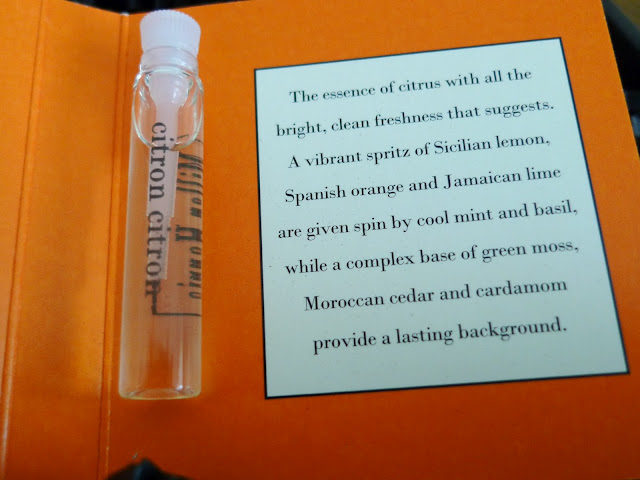 citron citron
Miller Harris
The essence of citrus with all the
bright, clean freshness that suggests.
A vibrant spritz of Sicilian lemon,
Spanish orange and Jamaican lime
are given spin by cool mint and basil,
while a complex base of green moss,
Moroccan cedar and cardamom
provide a lasting background.